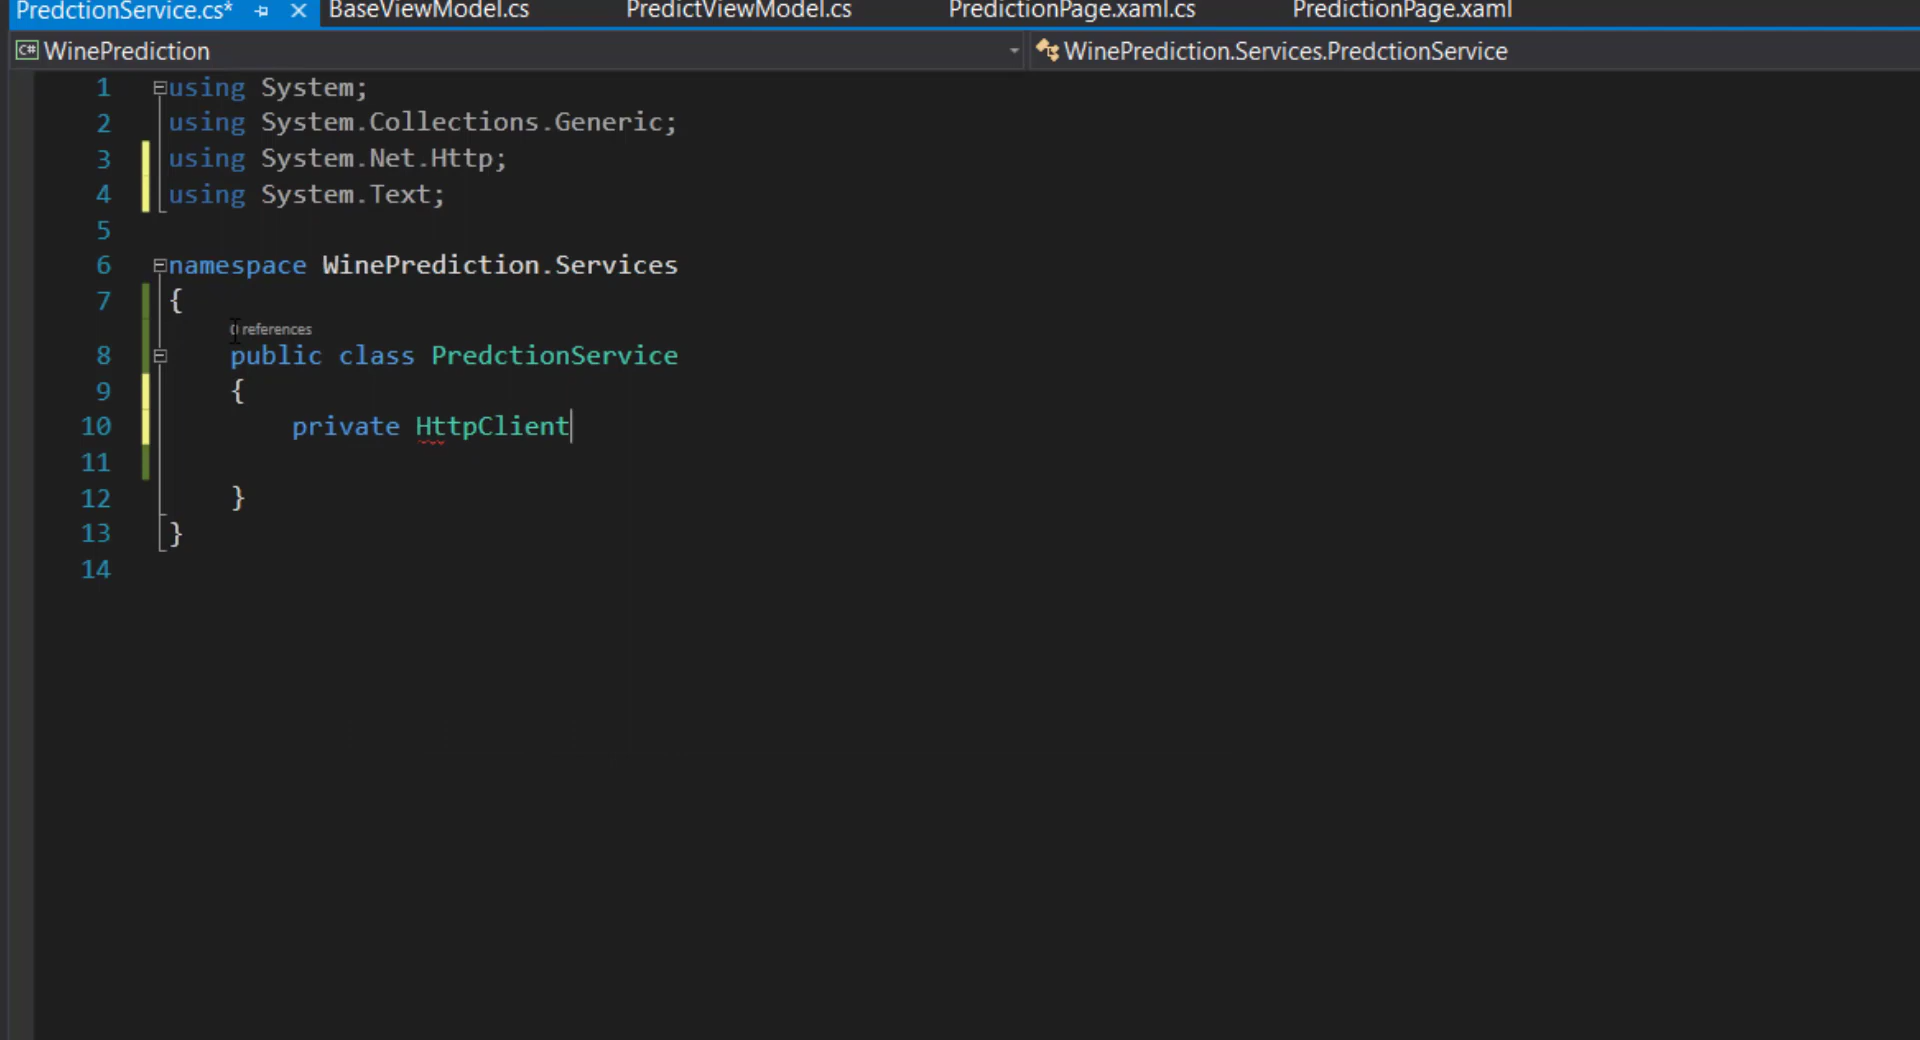 PredctionService.cs* BaseViewModel.cs PredictViewModel.cs PredictionPage.xaml.cs PredictionPage.xaml
C# WinePrediction WinePrediction.Services.PredctionService
1 using System;
2 using System.Collections.Generic;
3 using System.Net.Http;
4 using System.Text;
5
6 namespace WinePrediction.Services
7 {
0 references
8 public class PredctionService
9 {
10 private HttpClient
11
12 }
13 }
14